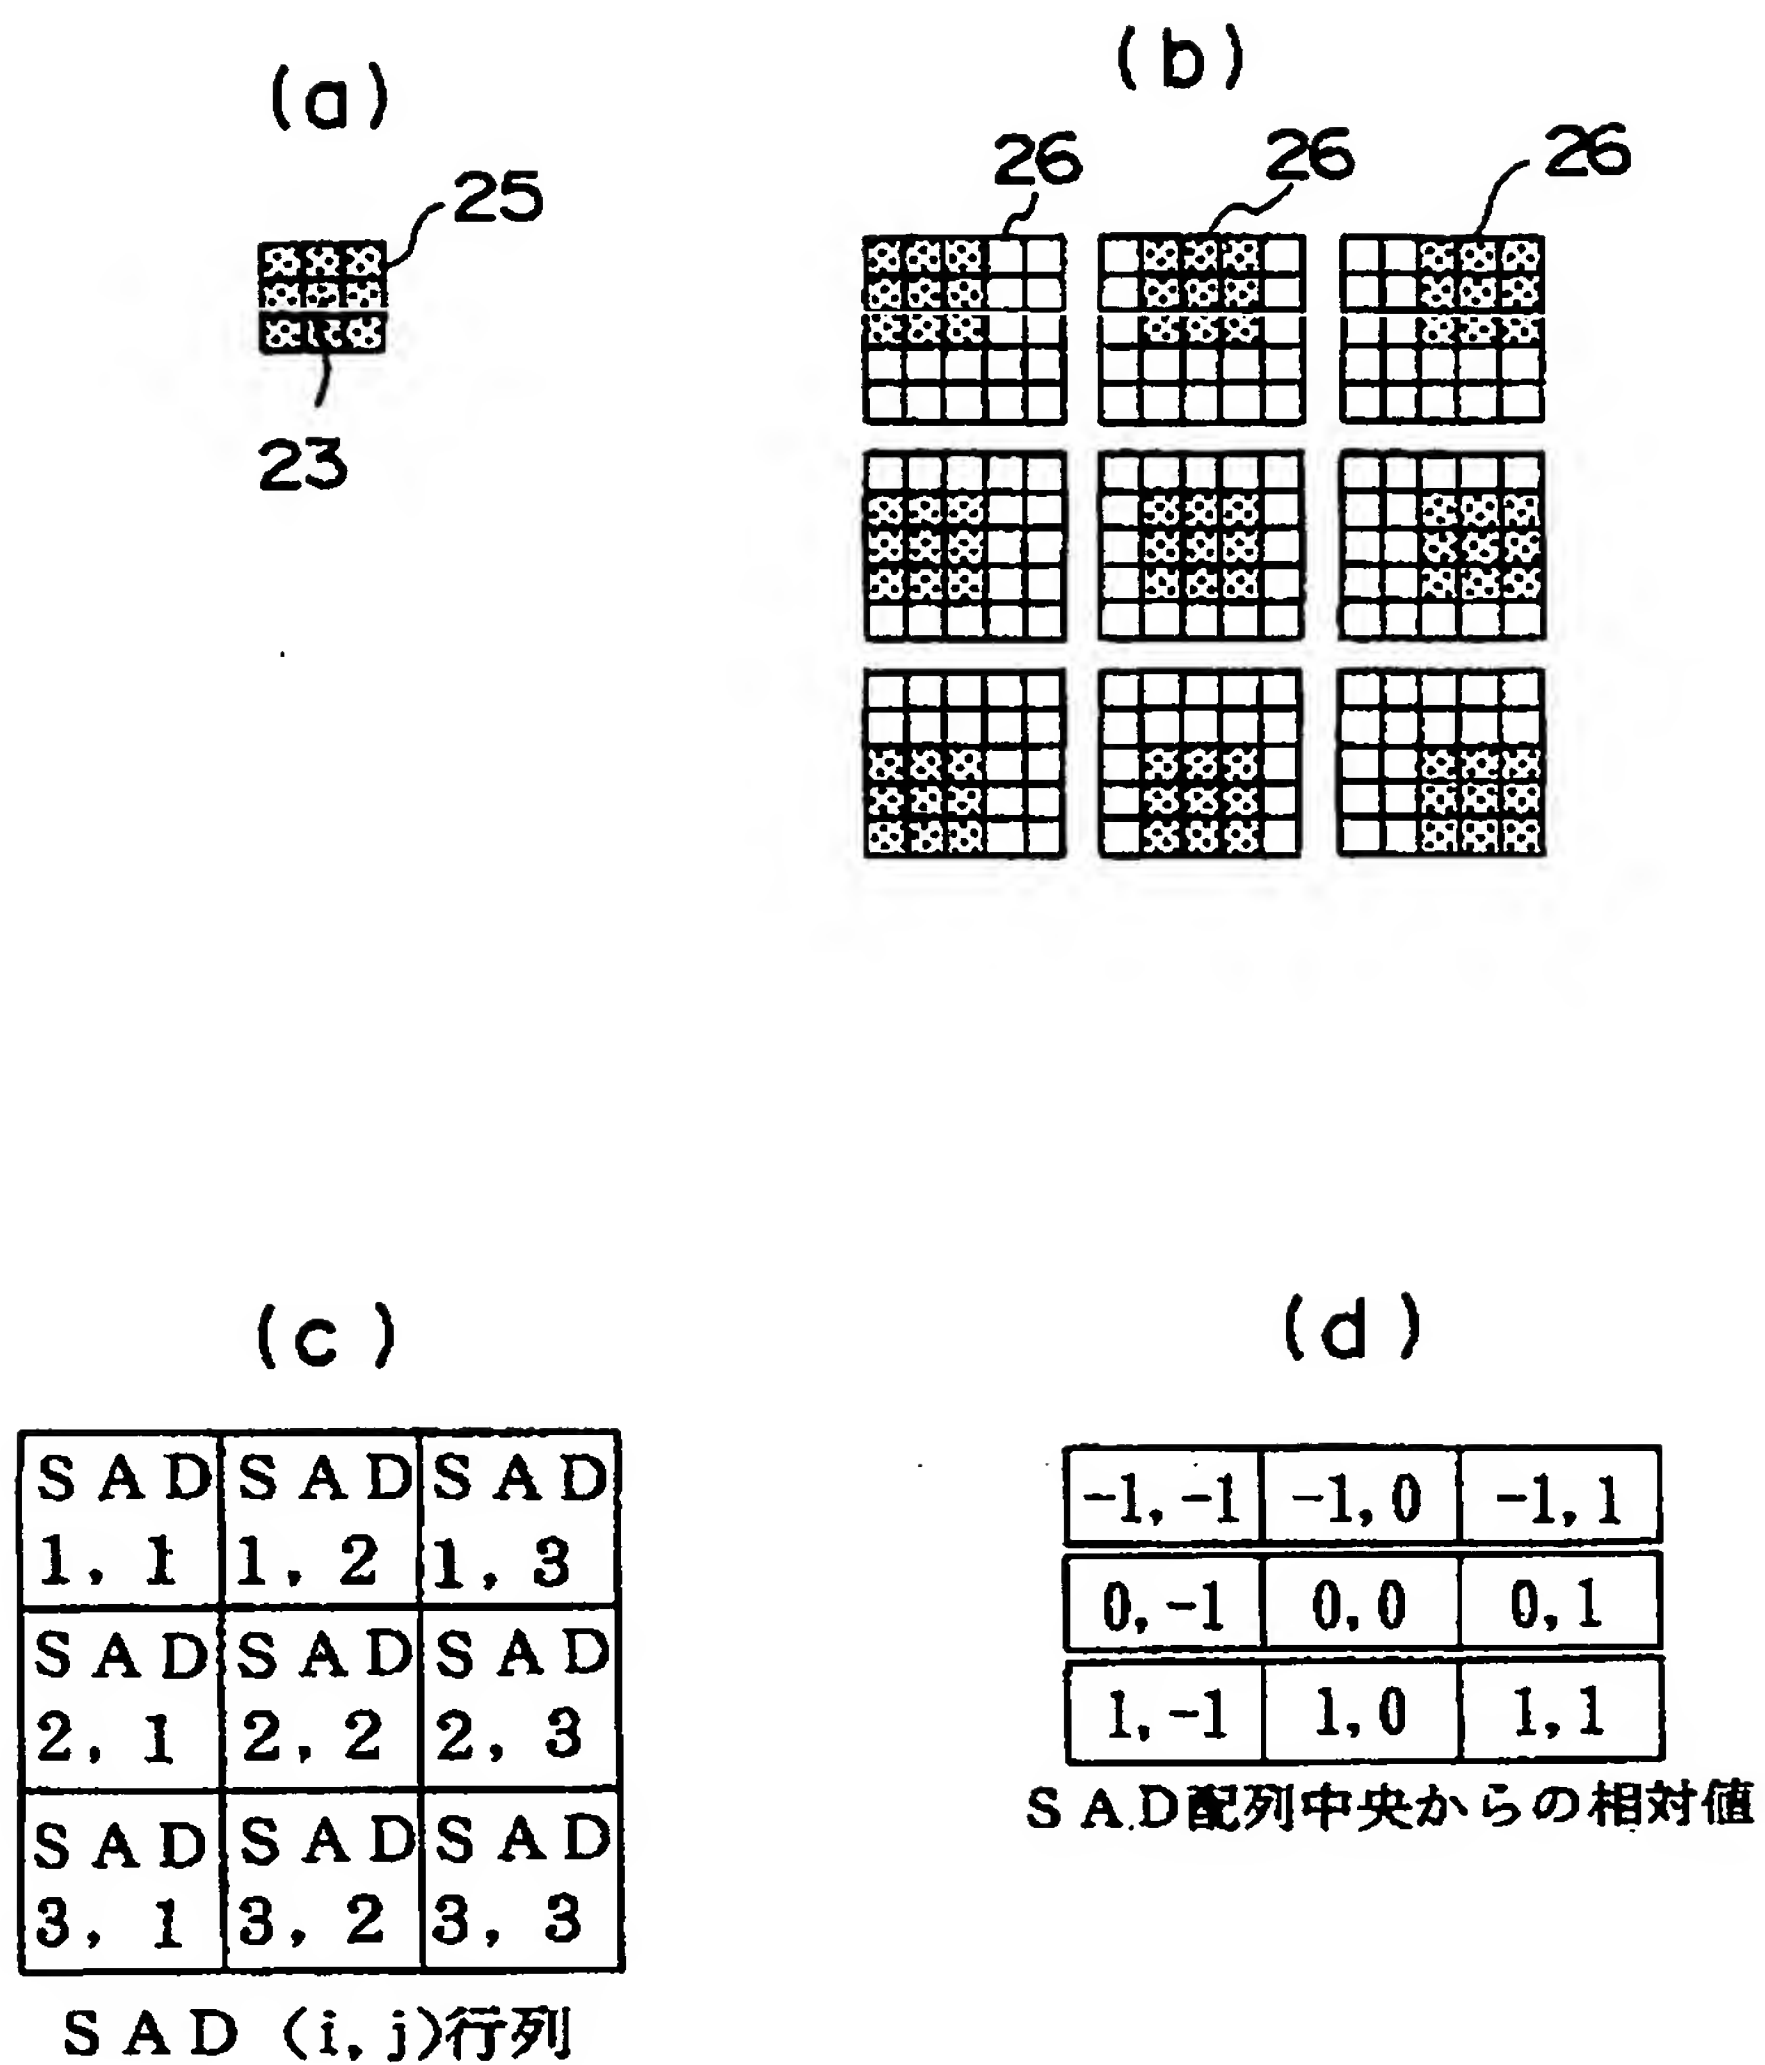 (a)
(b)
25
26 26 26
23
(c)
(d)
SAD SAD SAD
1, 1 1, 2 1, 3
SAD SAD SAD
2, 1 2, 2 2, 3
SAD SAD SAD
3, 1 3, 2 3, 3
SAD (i, j)行列
-1, -1 -1, 0 -1, 1
0, -1 0, 0 0, 1
1, -1 1, 0 1, 1
SAD配列中央からの相対値